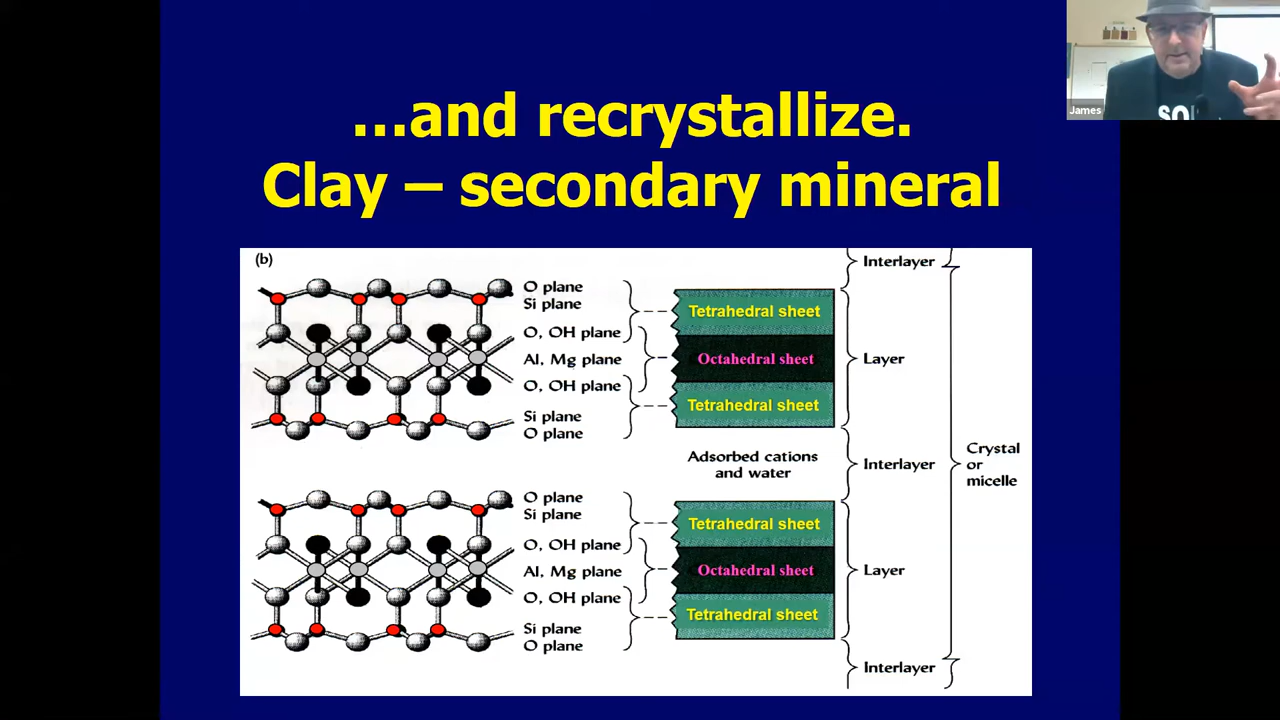 …and recrystallize.
Clay – secondary mineral
James
(b)
O plane
Si plane
O, OH plane
Al, Mg plane
O, OH plane
Si plane
O plane
Tetrahedral sheet
Octahedral sheet
Tetrahedral sheet
Interlayer
Layer
Adsorbed cations
and water
Interlayer
Crystal
or
micelle
O plane
Si plane
O, OH plane
Al, Mg plane
O, OH plane
Si plane
O plane
Tetrahedral sheet
Octahedral sheet
Tetrahedral sheet
Layer
Interlayer